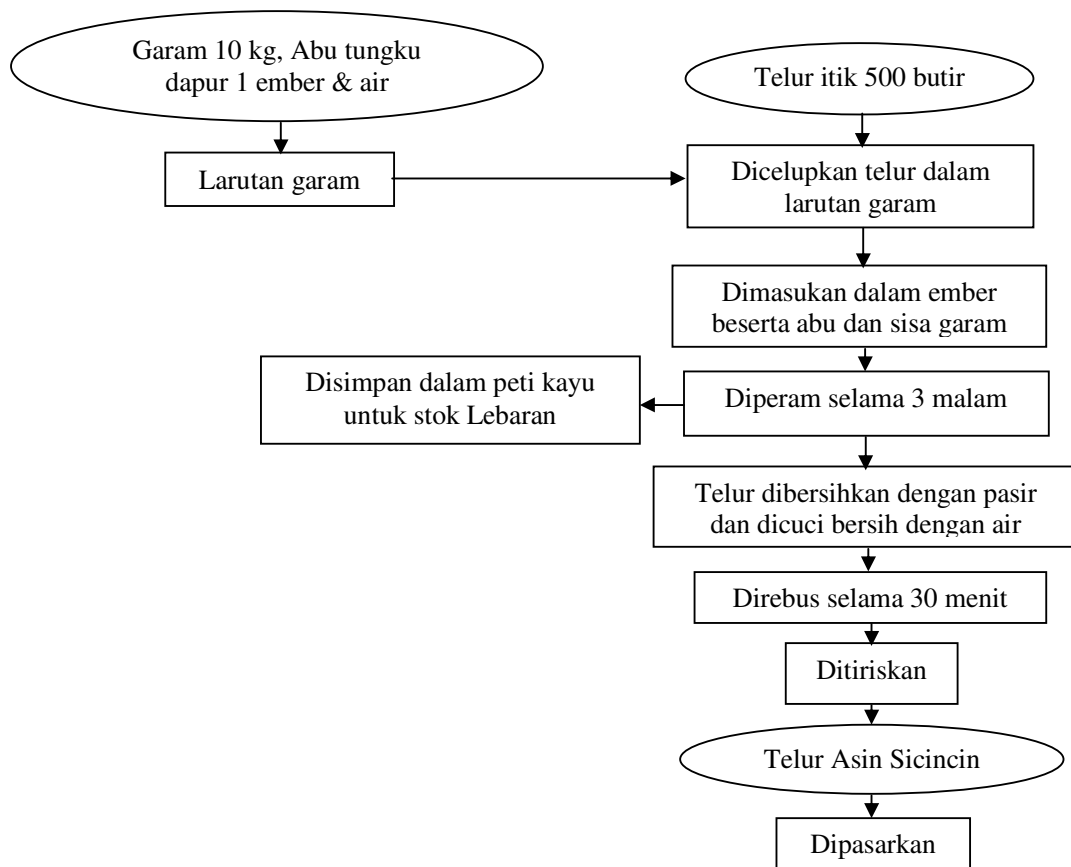 Garam 10 kg, Abu tungku
dapur 1 ember & air
Telur itik 500 butir
Larutan garam
Dicelupkan telur dalam
larutan garam
Dimasukan dalam ember
beserta abu dan sisa garam
Disimpan dalam peti kayu
untuk stok Lebaran
Diperam selama 3 malam
Telur dibersihkan dengan pasir
dan dicuci bersih dengan air
Direbus selama 30 menit
Ditiriskan
Telur Asin Sicincin
Dipasarkan